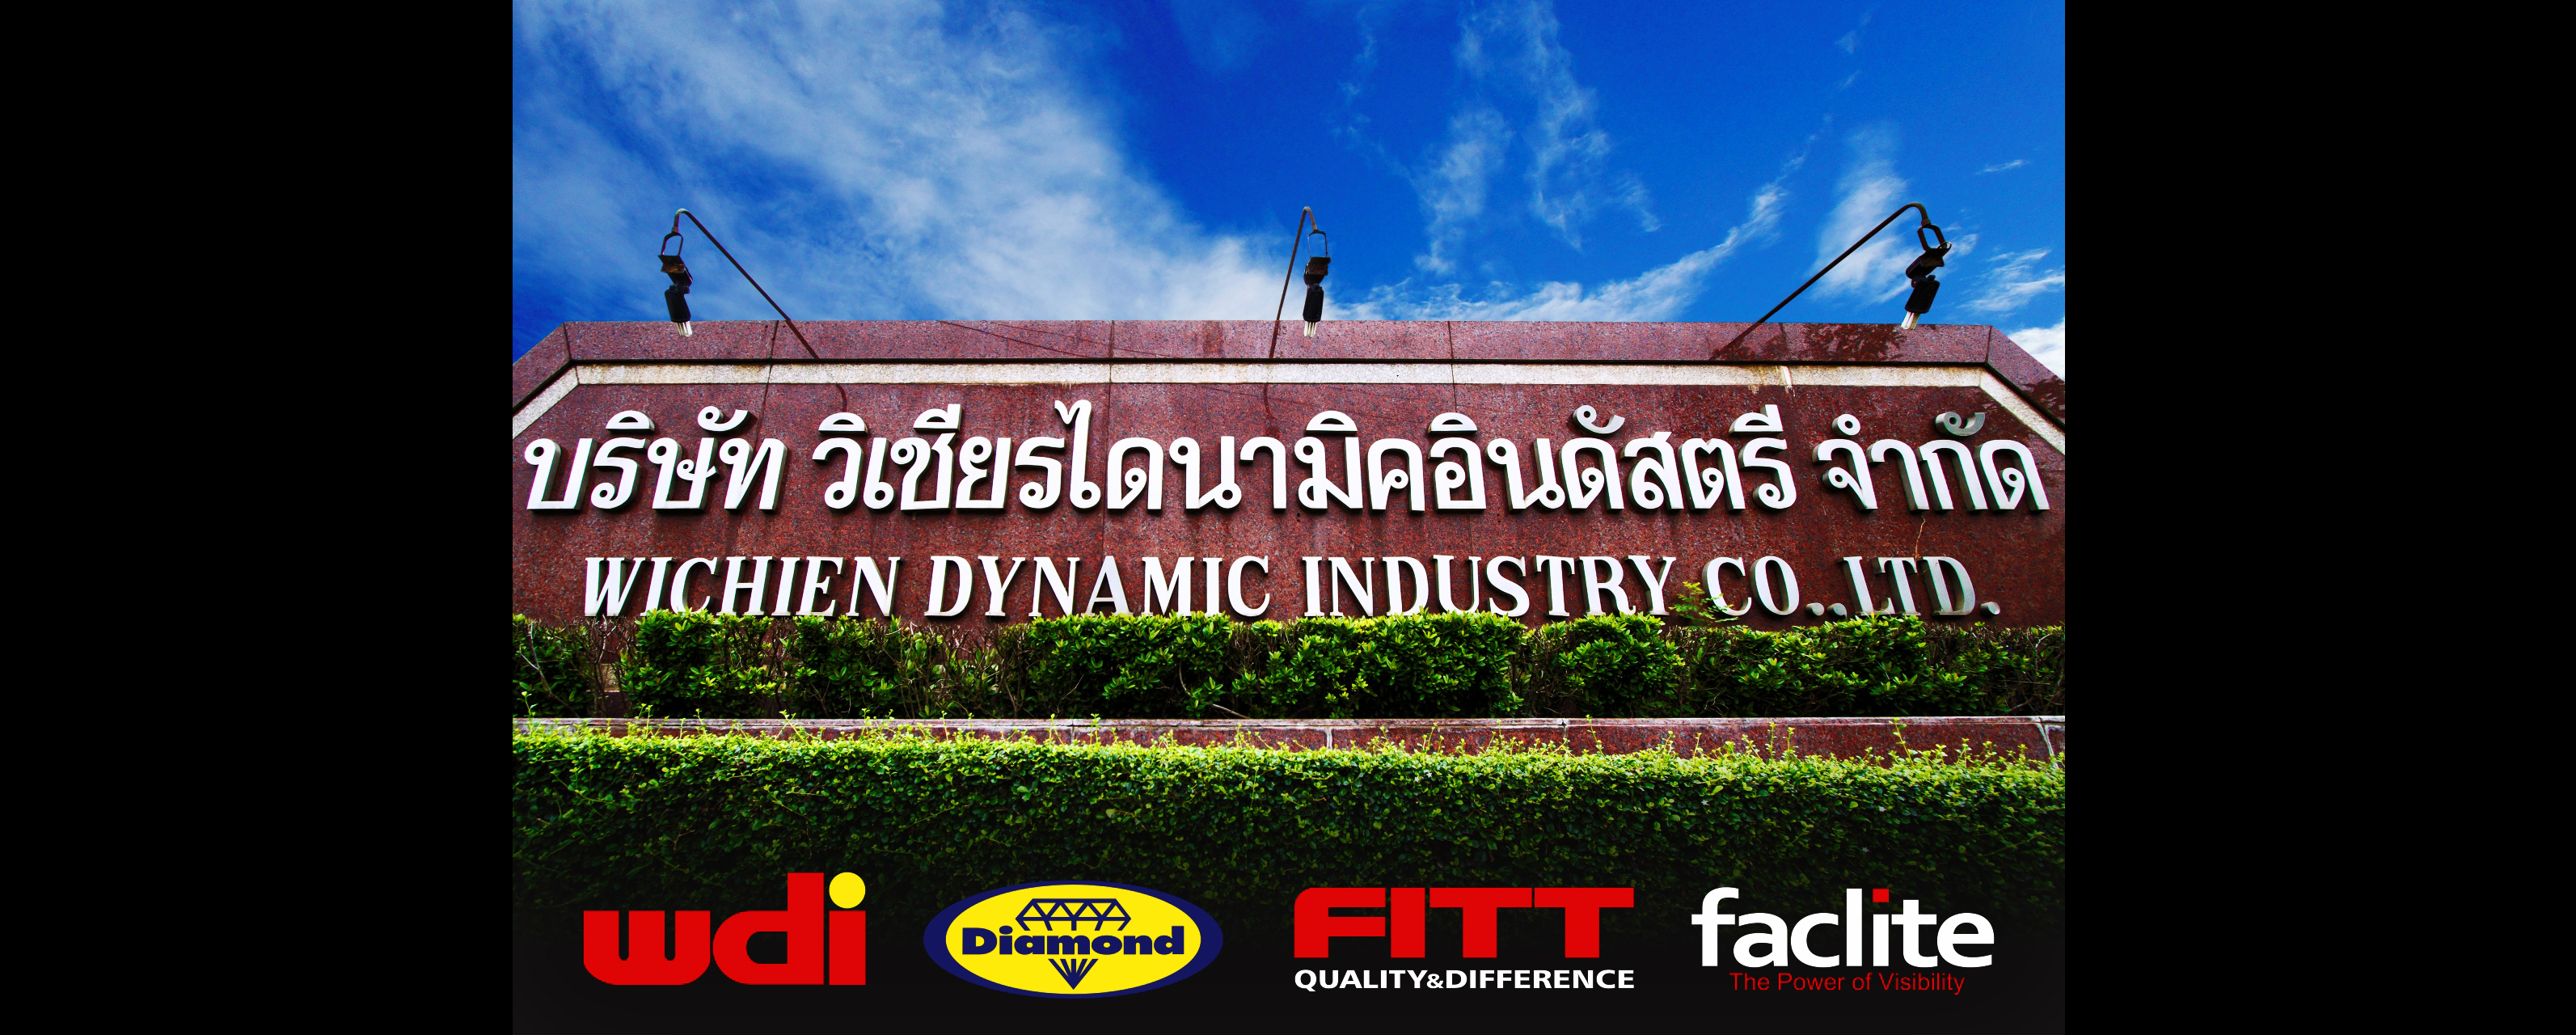 บริษัท วิเชียรไดนามิคอินดัสตรี จำกัด
WICHIEN DYNAMIC INDUSTRY CO.,LTD.
wdi
Diamond
FITT
QUALITY&DIFFERENCE
faclite
The Power of Visibility